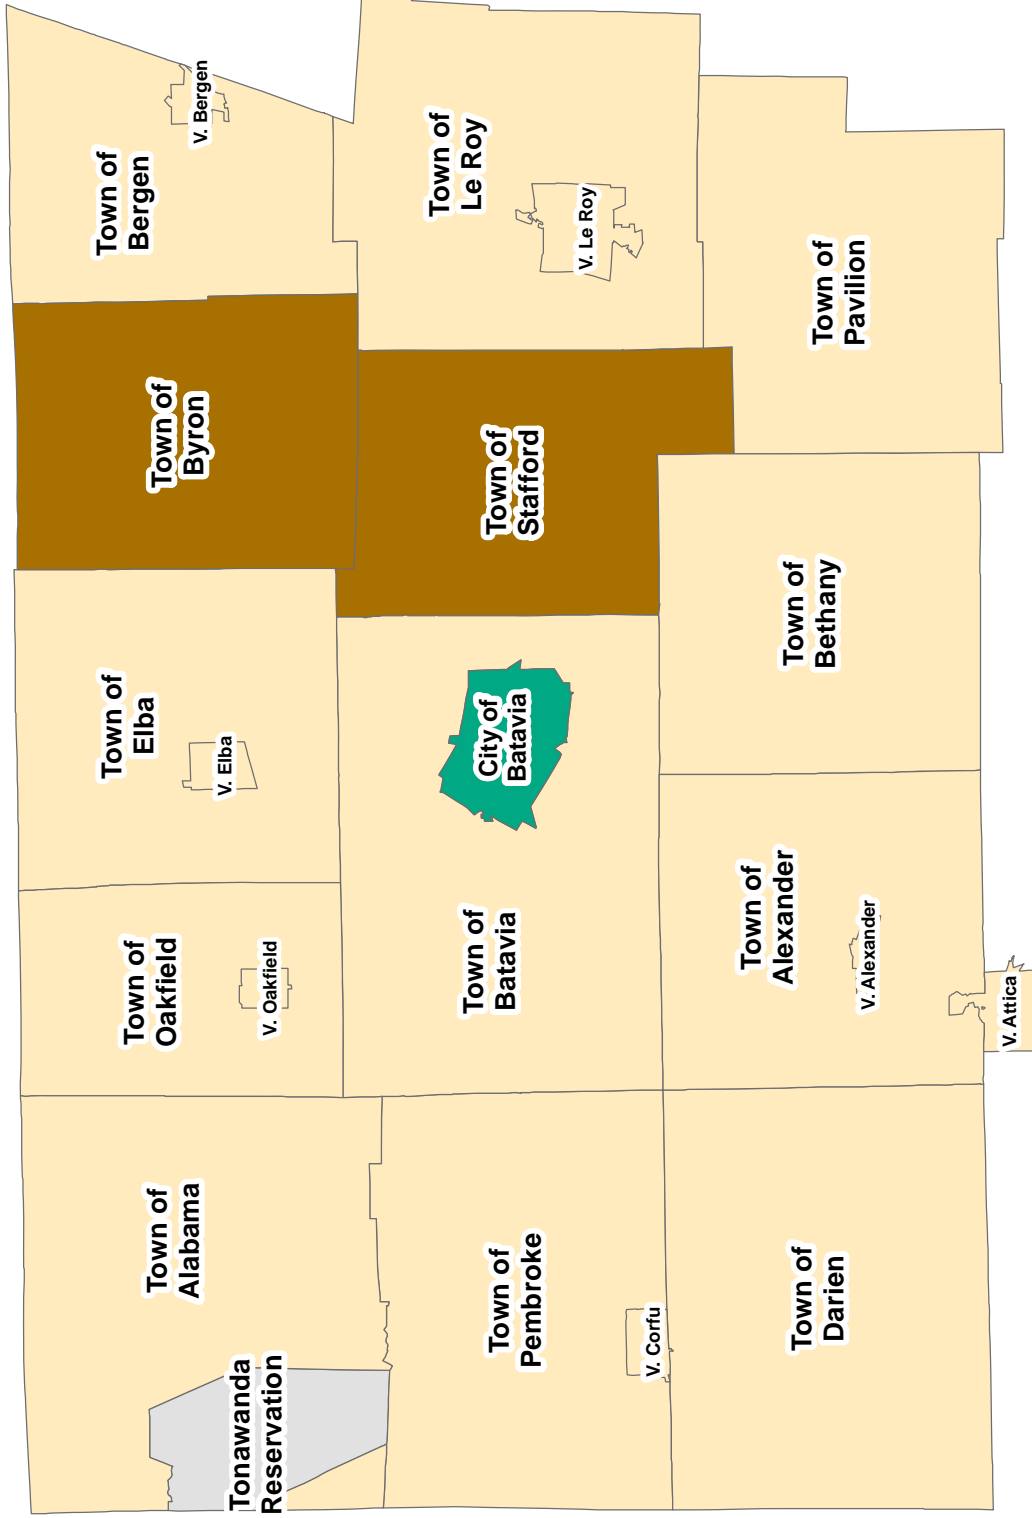 Town of
Alabama
Tonawanda
Reservation
Town of
Oakfield
V. Oakfield
Town of
Elba
V. Elba
Town of
Byron
Town of
Bergen
V. Bergen
Town of
Pembroke
V. Corfu
Town of
Batavia
City of
Batavia
Town of
Stafford
Town of
Le Roy
V. Le Roy
Town of
Darien
Town of
Alexander
V. Alexander
V. Attica
Town of
Bethany
Town of
Pavilion